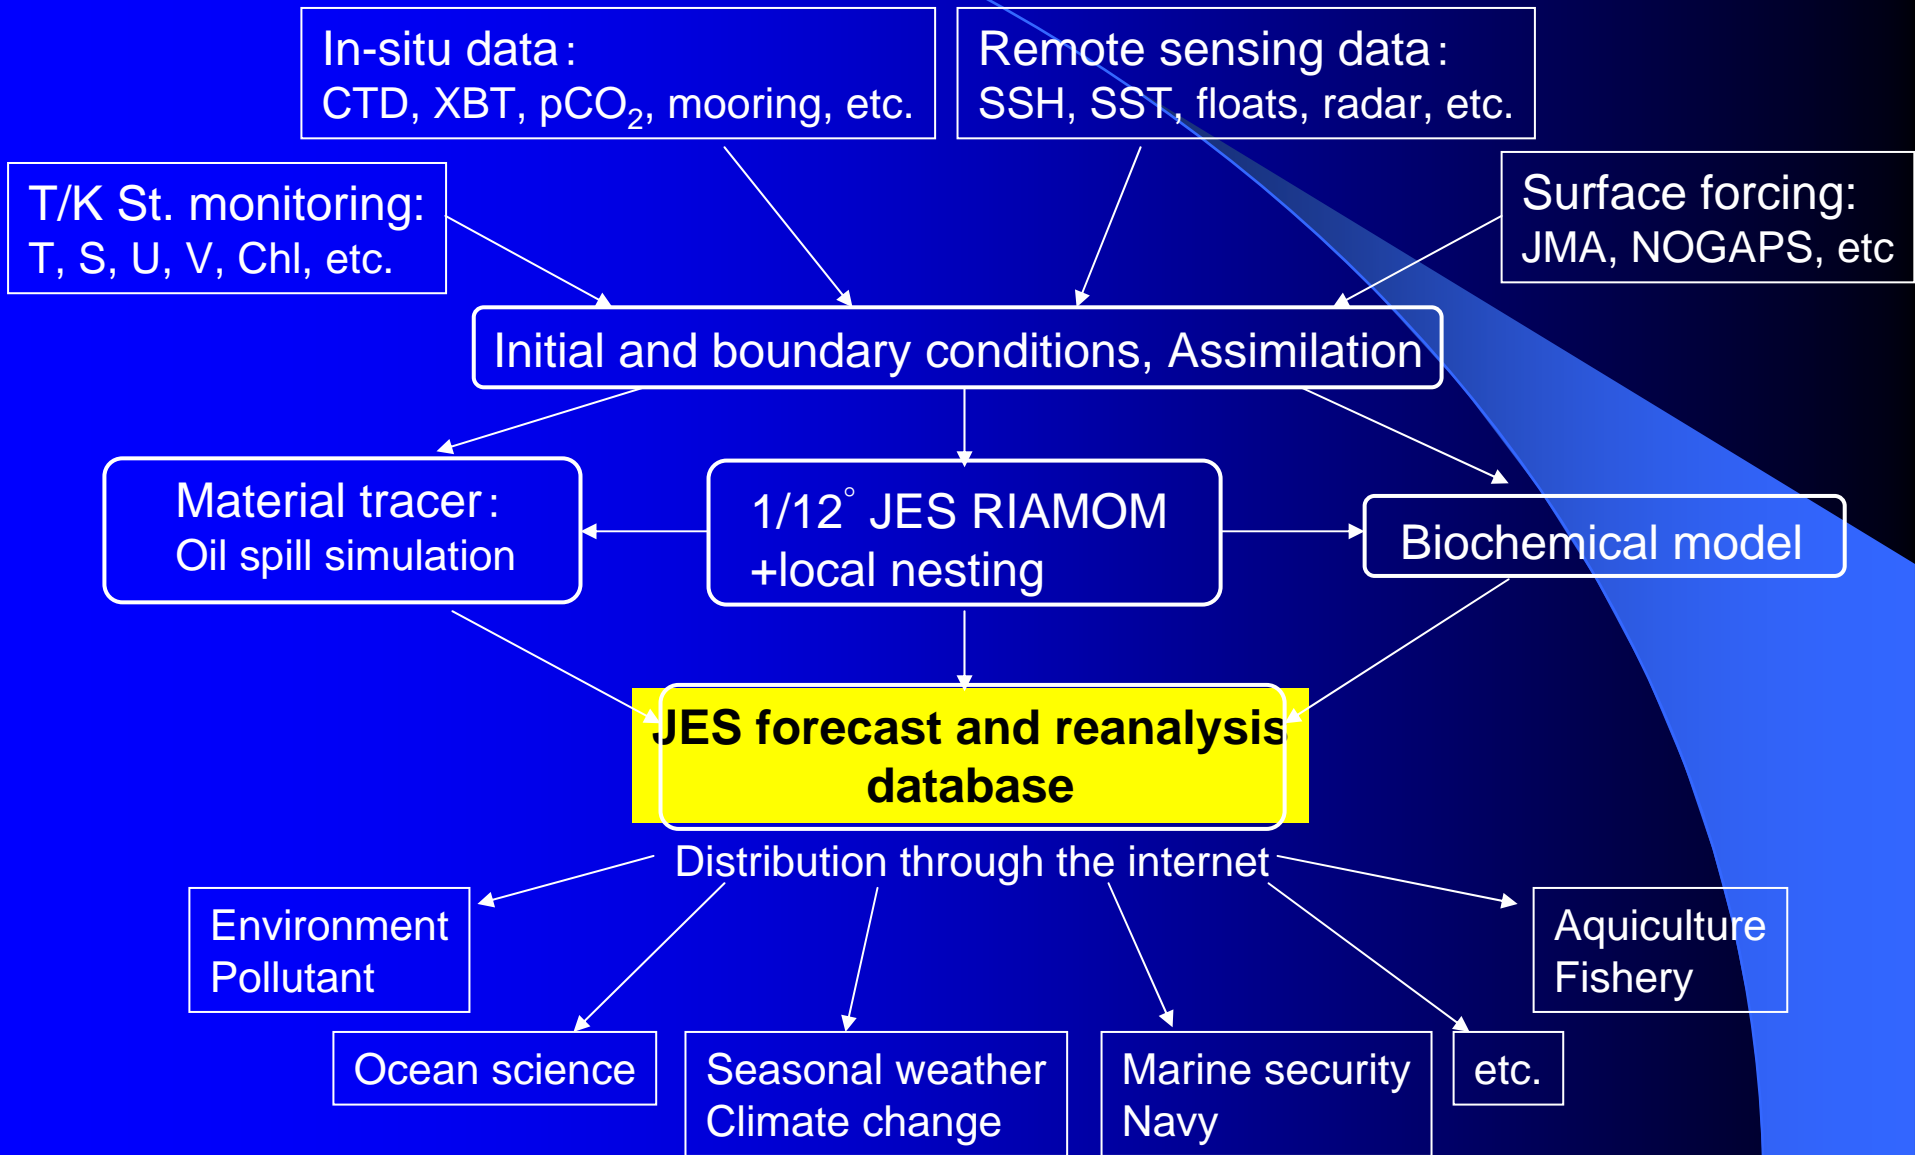 In-situ data:
CTD, XBT, pCO₂, mooring, etc.
Remote sensing data:
SSH, SST, floats, radar, etc.
T/K St. monitoring:
T, S, U, V, Chl, etc.
Surface forcing:
JMA, NOGAPS, etc
Initial and boundary conditions, Assimilation
Material tracer:
Oil spill simulation
1/12° JES RIAMOM
+local nesting
Biochemical model
JES forecast and reanalysis
database
Distribution through the internet
Environment
Pollutant
Aquiculture
Fishery
Ocean science
Seasonal weather
Climate change
Marine security
Navy
etc.